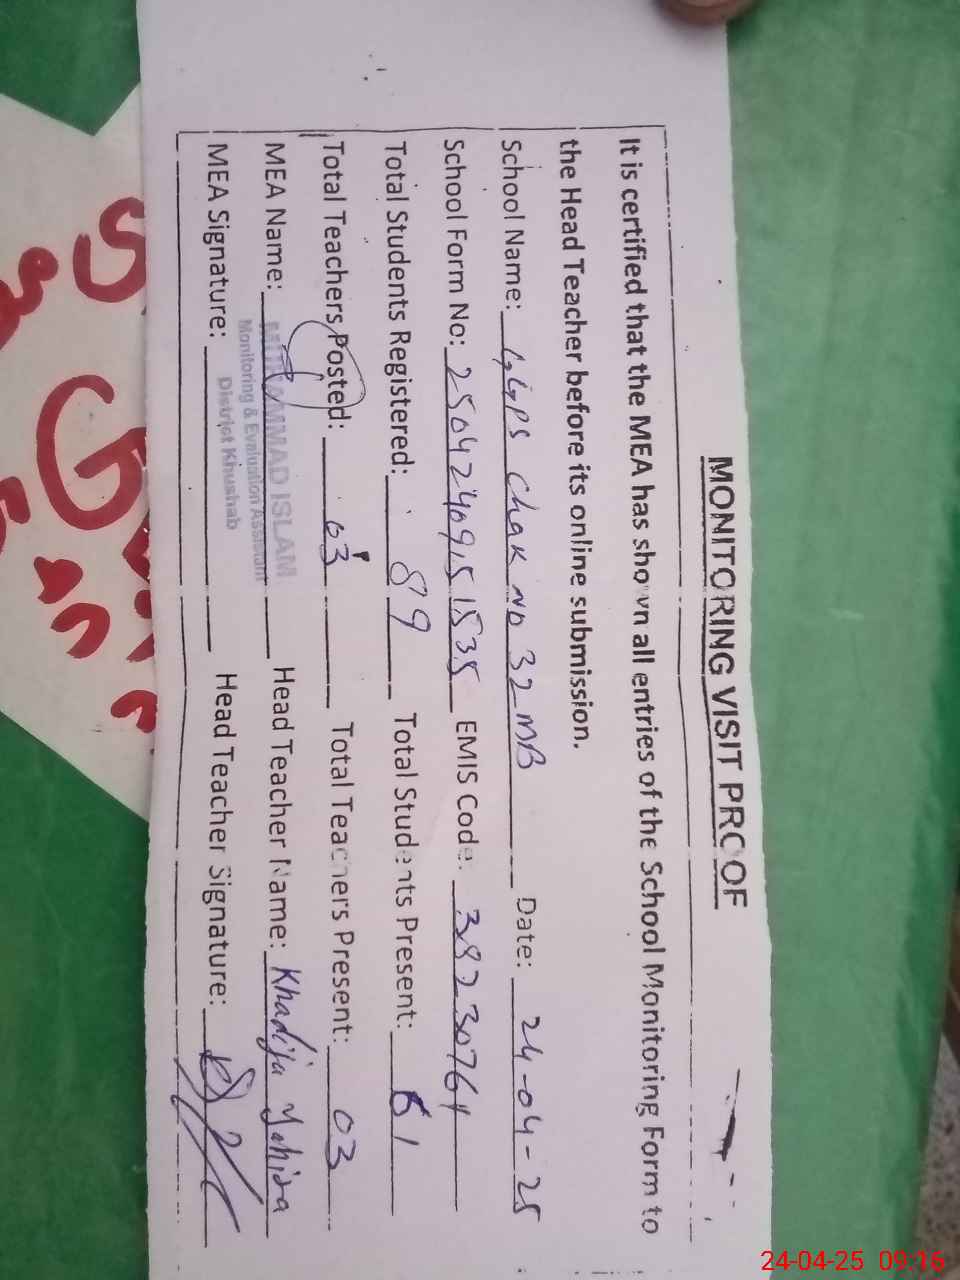 MONITORING VISIT PROOF
It is certified that the MEA has shown all entries of the School Monitoring Form to
the Head Teacher before its online submission.
School Name: GGPS Chak No 32 MB Date: 24-04-25
School Form No: EMIS Code: 38230764
Total Students Registered: 89 Total Students Present: 61
Total Teachers Posted: 03 Total Teachers Present: 03
MEA Name: MUHAMMAD ISLAM Head Teacher Name: Khadija
Monitoring & Evaluation Assistant
District Khushab
MEA Signature: Head Teacher Signature:
24-04-25 09:16